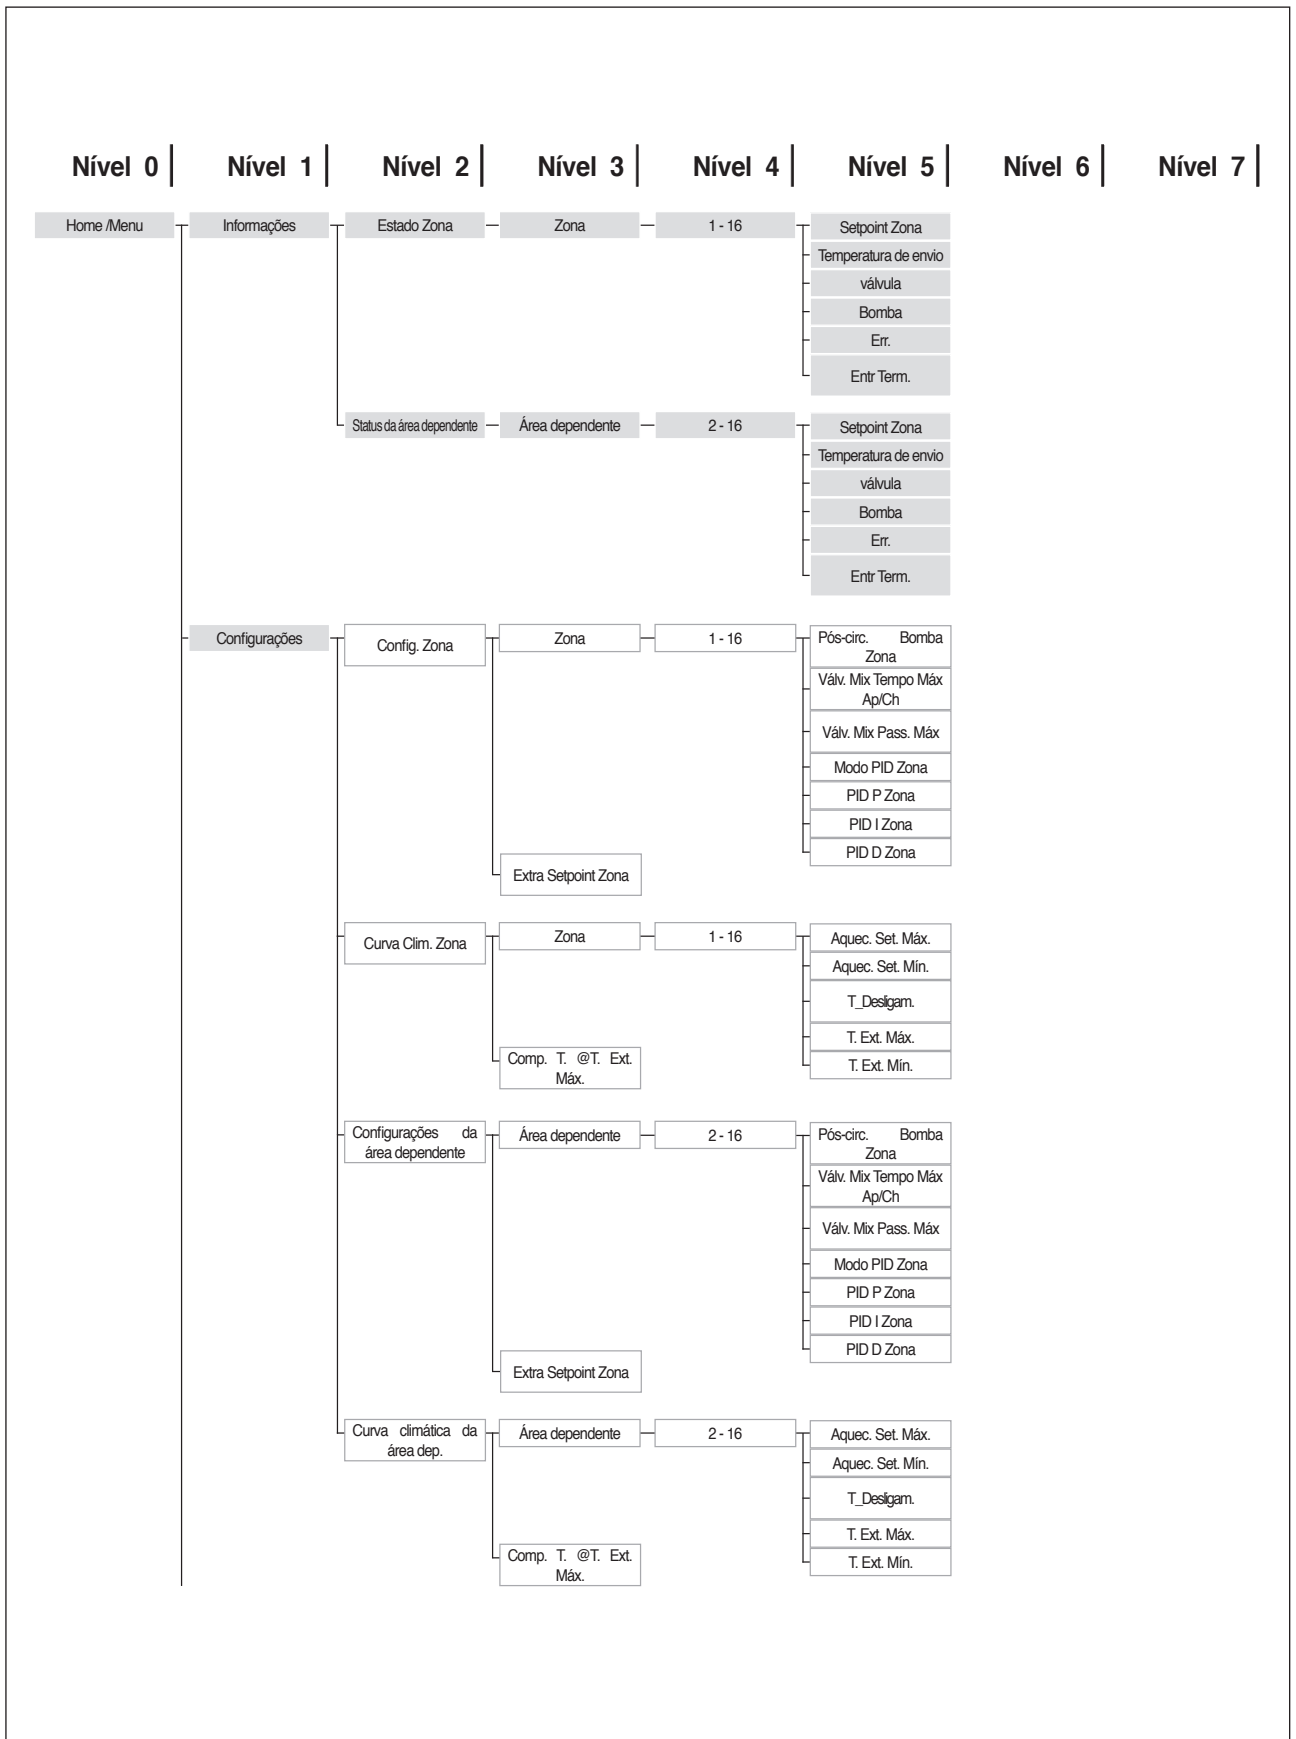 Nível 0 Nível 1 Nível 2 Nível 3 Nível 4 Nível 5 Nível 6 Nível 7
Home /Menu Informações Estado Zona Zona 1 - 16 Setpoint Zona
Temperatura de envio
válvula
Bomba
Err.
Entr Term.
Status da área dependente Área dependente 2 - 16 Setpoint Zona
Temperatura de envio
válvula
Bomba
Err.
Entr Term.
Configurações Config. Zona Zona 1 - 16 Pós-circ. Bomba
Zona
Válv. Mix Tempo Máx
Ap/Ch
Válv. Mix Pass. Máx
Modo PID Zona
PID P Zona
PID I Zona
PID D Zona
Extra Setpoint Zona
Curva Clim. Zona Zona 1 - 16 Aquec. Set. Máx.
Aquec. Set. Mín.
T_Desligam.
T. Ext. Máx.
T. Ext. Mín.
Comp. T. @T. Ext.
Máx.
Configurações da
área dependente Área dependente 2 - 16 Pós-circ. Bomba
Zona
Válv. Mix Tempo Máx
Ap/Ch
Válv. Mix Pass. Máx
Modo PID Zona
PID P Zona
PID I Zona
PID D Zona
Extra Setpoint Zona
Curva climática da
área dep. Área dependente 2 - 16 Aquec. Set. Máx.
Aquec. Set. Mín.
T_Desligam.
T. Ext. Máx.
T. Ext. Mín.
Comp. T. @T. Ext.
Máx.